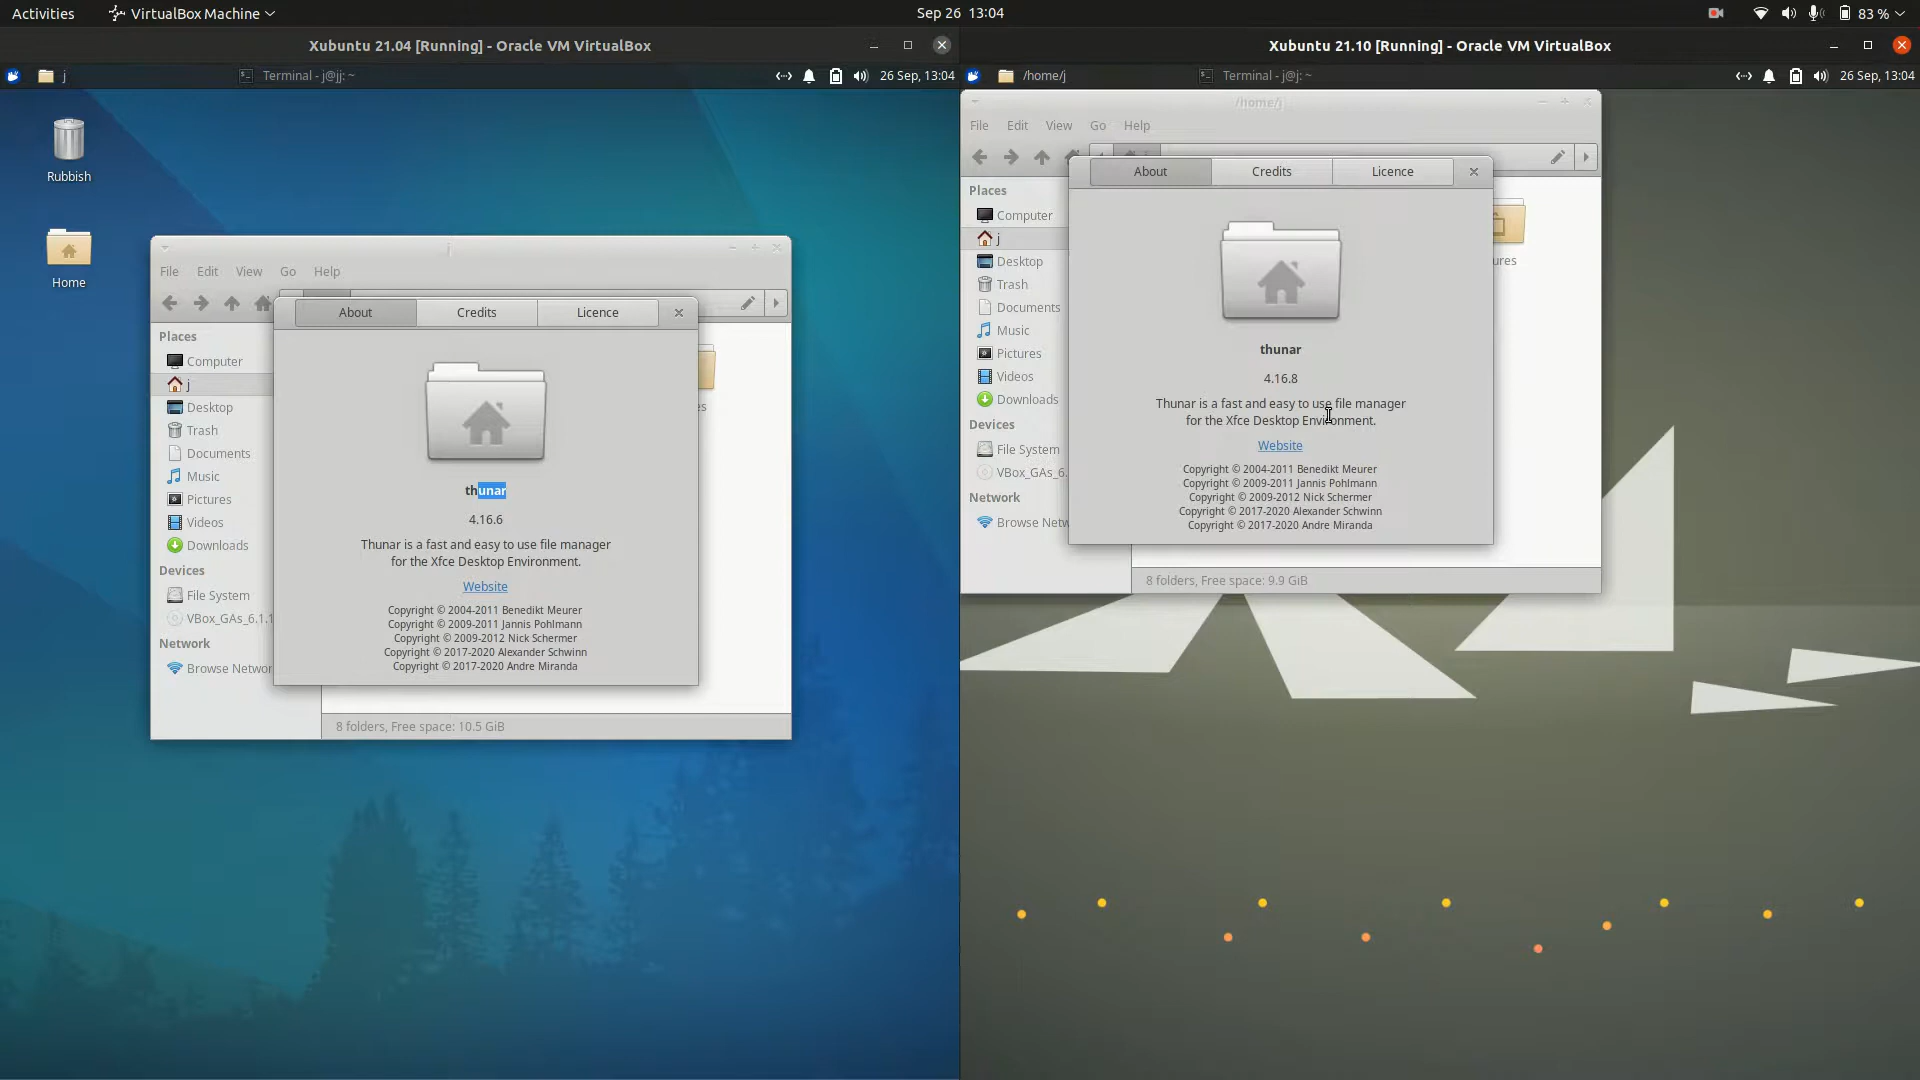 Activities
VirtualBox Machine
Sep 26 13:04
83 %
Xubuntu 21.04 [Running] - Oracle VM VirtualBox
j
Terminal - j@jj: ~
26 Sep, 13:04
Rubbish
Home
j
File Edit View Go Help
About Credits Licence
Places
Computer
j
Desktop
Trash
Documents
Music
Pictures
Videos
Downloads
Devices
File System
VBox_GAs_6.1.1
Network
Browse Networ
thunar
4.16.6
Thunar is a fast and easy to use file manager
for the Xfce Desktop Environment.
Website
Copyright © 2004-2011 Benedikt Meurer
Copyright © 2009-2011 Jannis Pohlmann
Copyright © 2009-2012 Nick Schermer
Copyright © 2017-2020 Alexander Schwinn
Copyright © 2017-2020 Andre Miranda
es
8 folders, Free space: 10.5 GiB
Xubuntu 21.10 [Running] - Oracle VM VirtualBox
/home/j
Terminal - j@j: ~
26 Sep, 13:04
/home/j
File Edit View Go Help
About Credits Licence
Places
Computer
j
Desktop
Trash
Documents
Music
Pictures
Videos
Downloads
Devices
File System
VBox_GAs_6.
Network
Browse Netw
thunar
4.16.8
Thunar is a fast and easy to use file manager
for the Xfce Desktop Environment.
Website
Copyright © 2004-2011 Benedikt Meurer
Copyright © 2009-2011 Jannis Pohlmann
Copyright © 2009-2012 Nick Schermer
Copyright © 2017-2020 Alexander Schwinn
Copyright © 2017-2020 Andre Miranda
ures
8 folders, Free space: 9.9 GiB